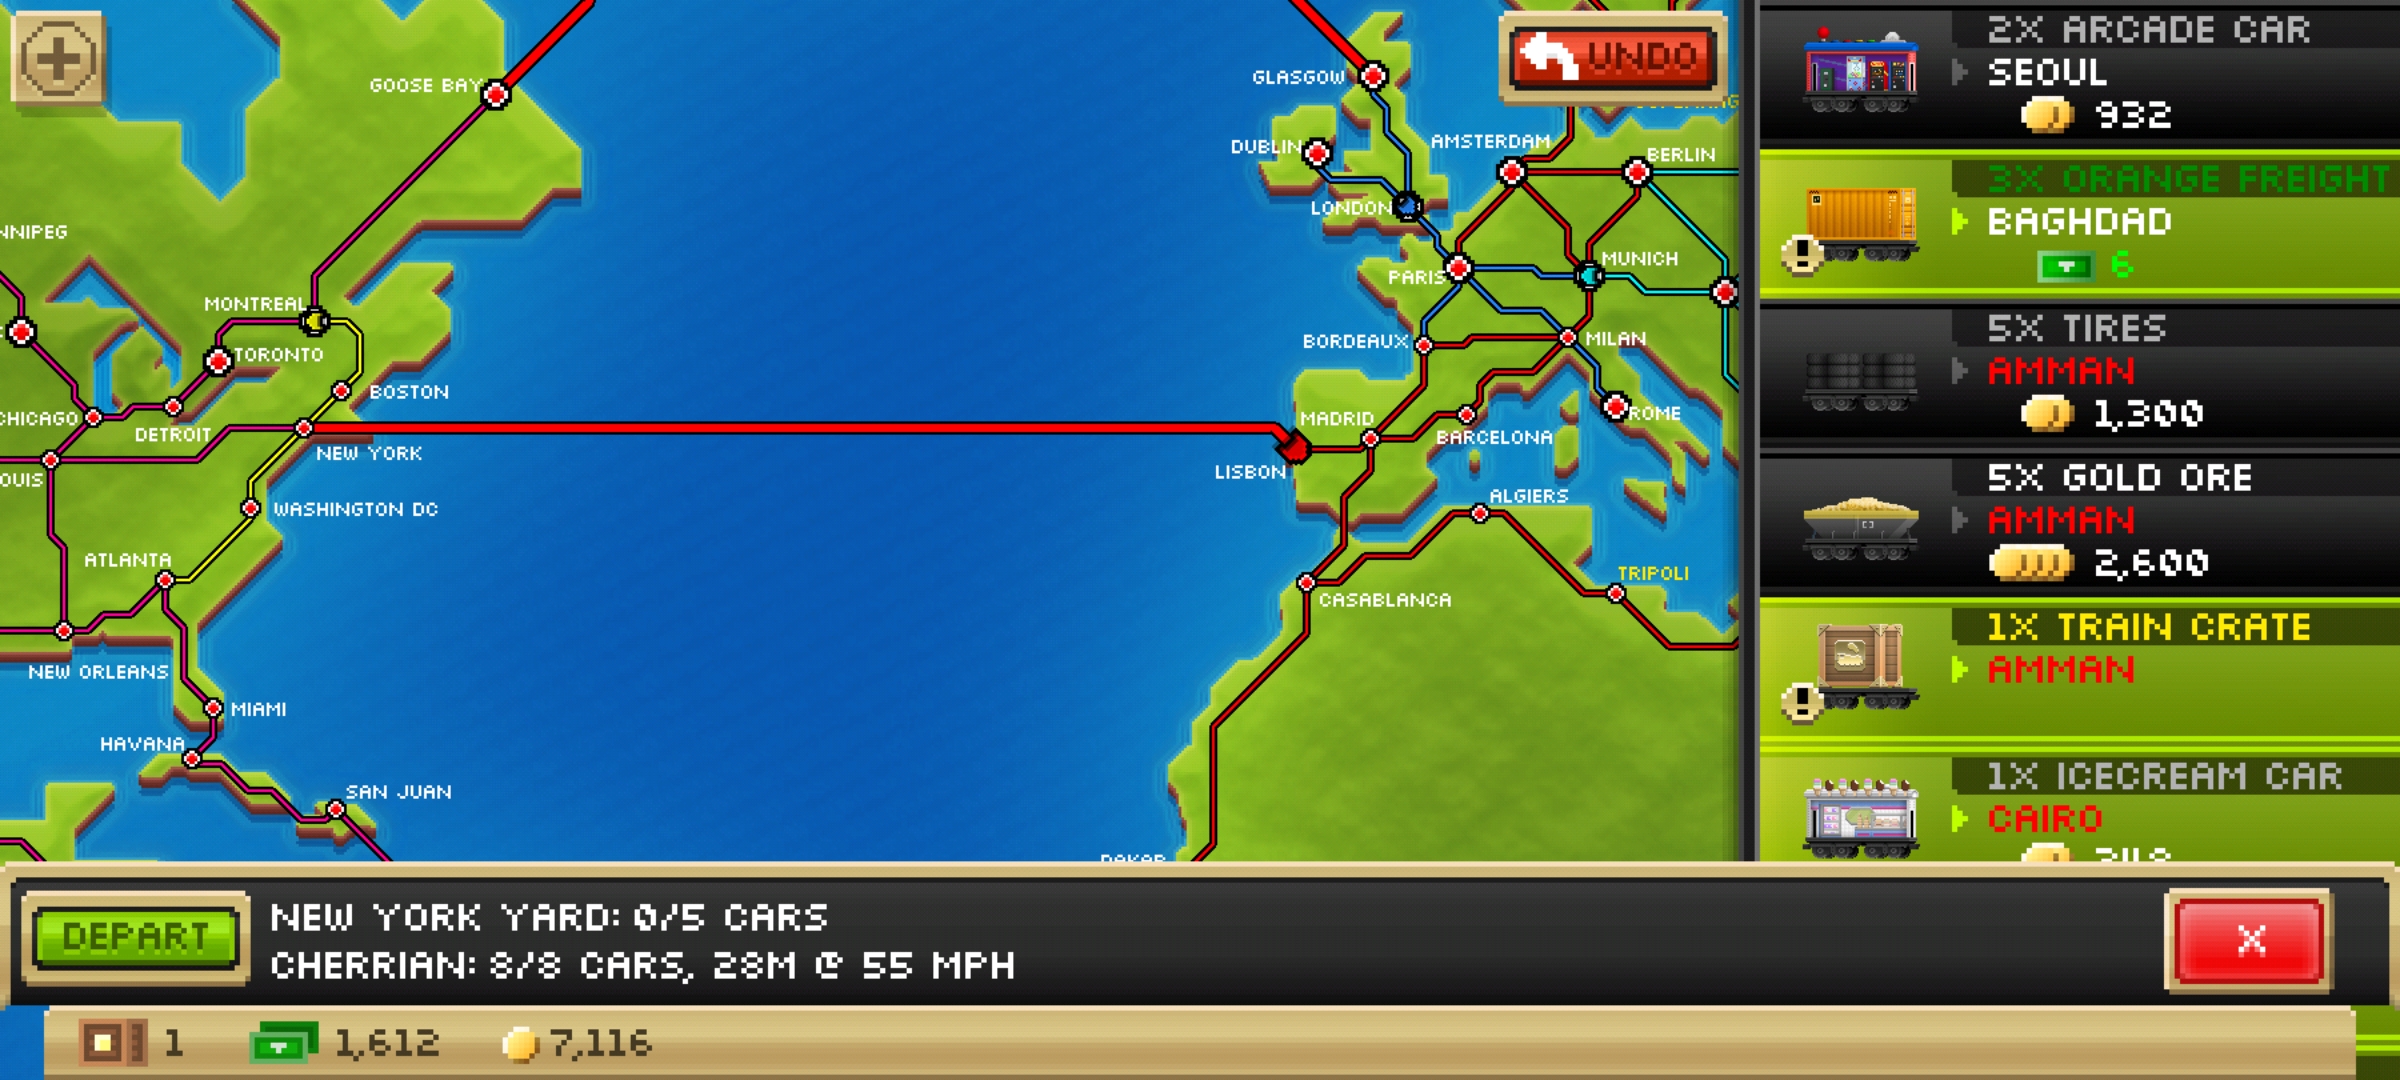 GOOSE BAY
GLASGOW
UNDO
DUBLIN
AMSTERDAM
BERLIN
LONDON
NNIPEG
PARIS
MUNICH
MONTREAL
TORONTO
BORDEAUX
MILAN
BOSTON
CHICAGO
DETROIT
MADRID
ROME
BARCELONA
NEW YORK
LISBON
OUIS
WASHINGTON DC
ALGIERS
ATLANTA
TRIPOLI
CASABLANCA
NEW ORLEANS
MIAMI
HAVANA
SAN JUAN
DAKAR
2X ARCADE CAR
SEOUL
932
3X ORANGE FREIGHT
BAGHDAD
6
5X TIRES
AMMAN
1,300
5X GOLD ORE
AMMAN
2,600
1X TRAIN CRATE
AMMAN
1X ICECREAM CAR
CAIRO
DEPART
NEW YORK YARD: 0/5 CARS
CHERRIAN: 8/8 CARS, 28M @ 55 MPH
X
1
1,612
7,116